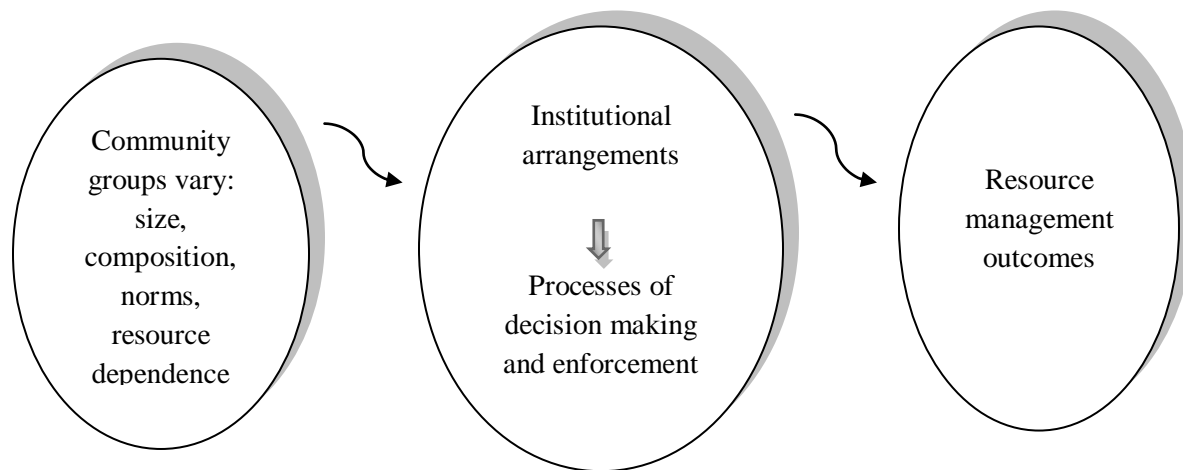 Community
groups vary:
size,
composition,
norms,
resource
dependence
Institutional
arrangements
Processes of
decision making
and enforcement
Resource
management
outcomes